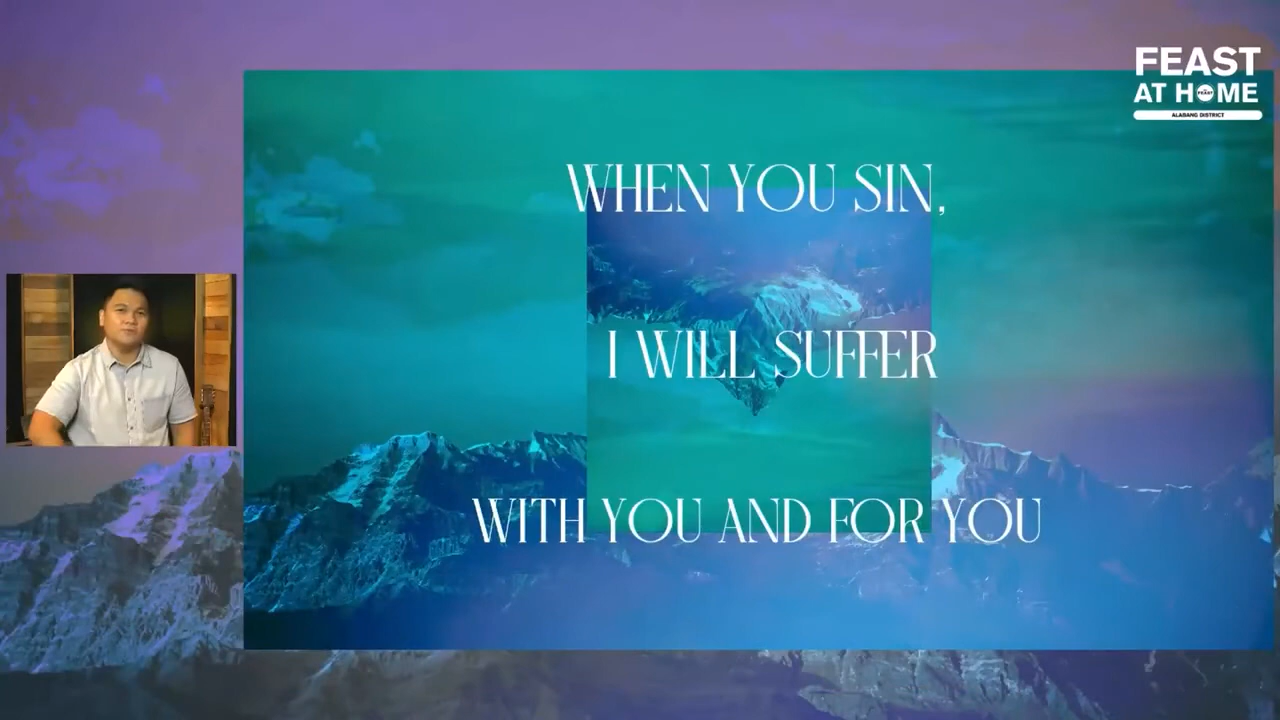 FEAST
AT HOME
ALABANG DISTRICT
WHEN YOU SIN,
I WILL SUFFER
WITH YOU AND FOR YOU